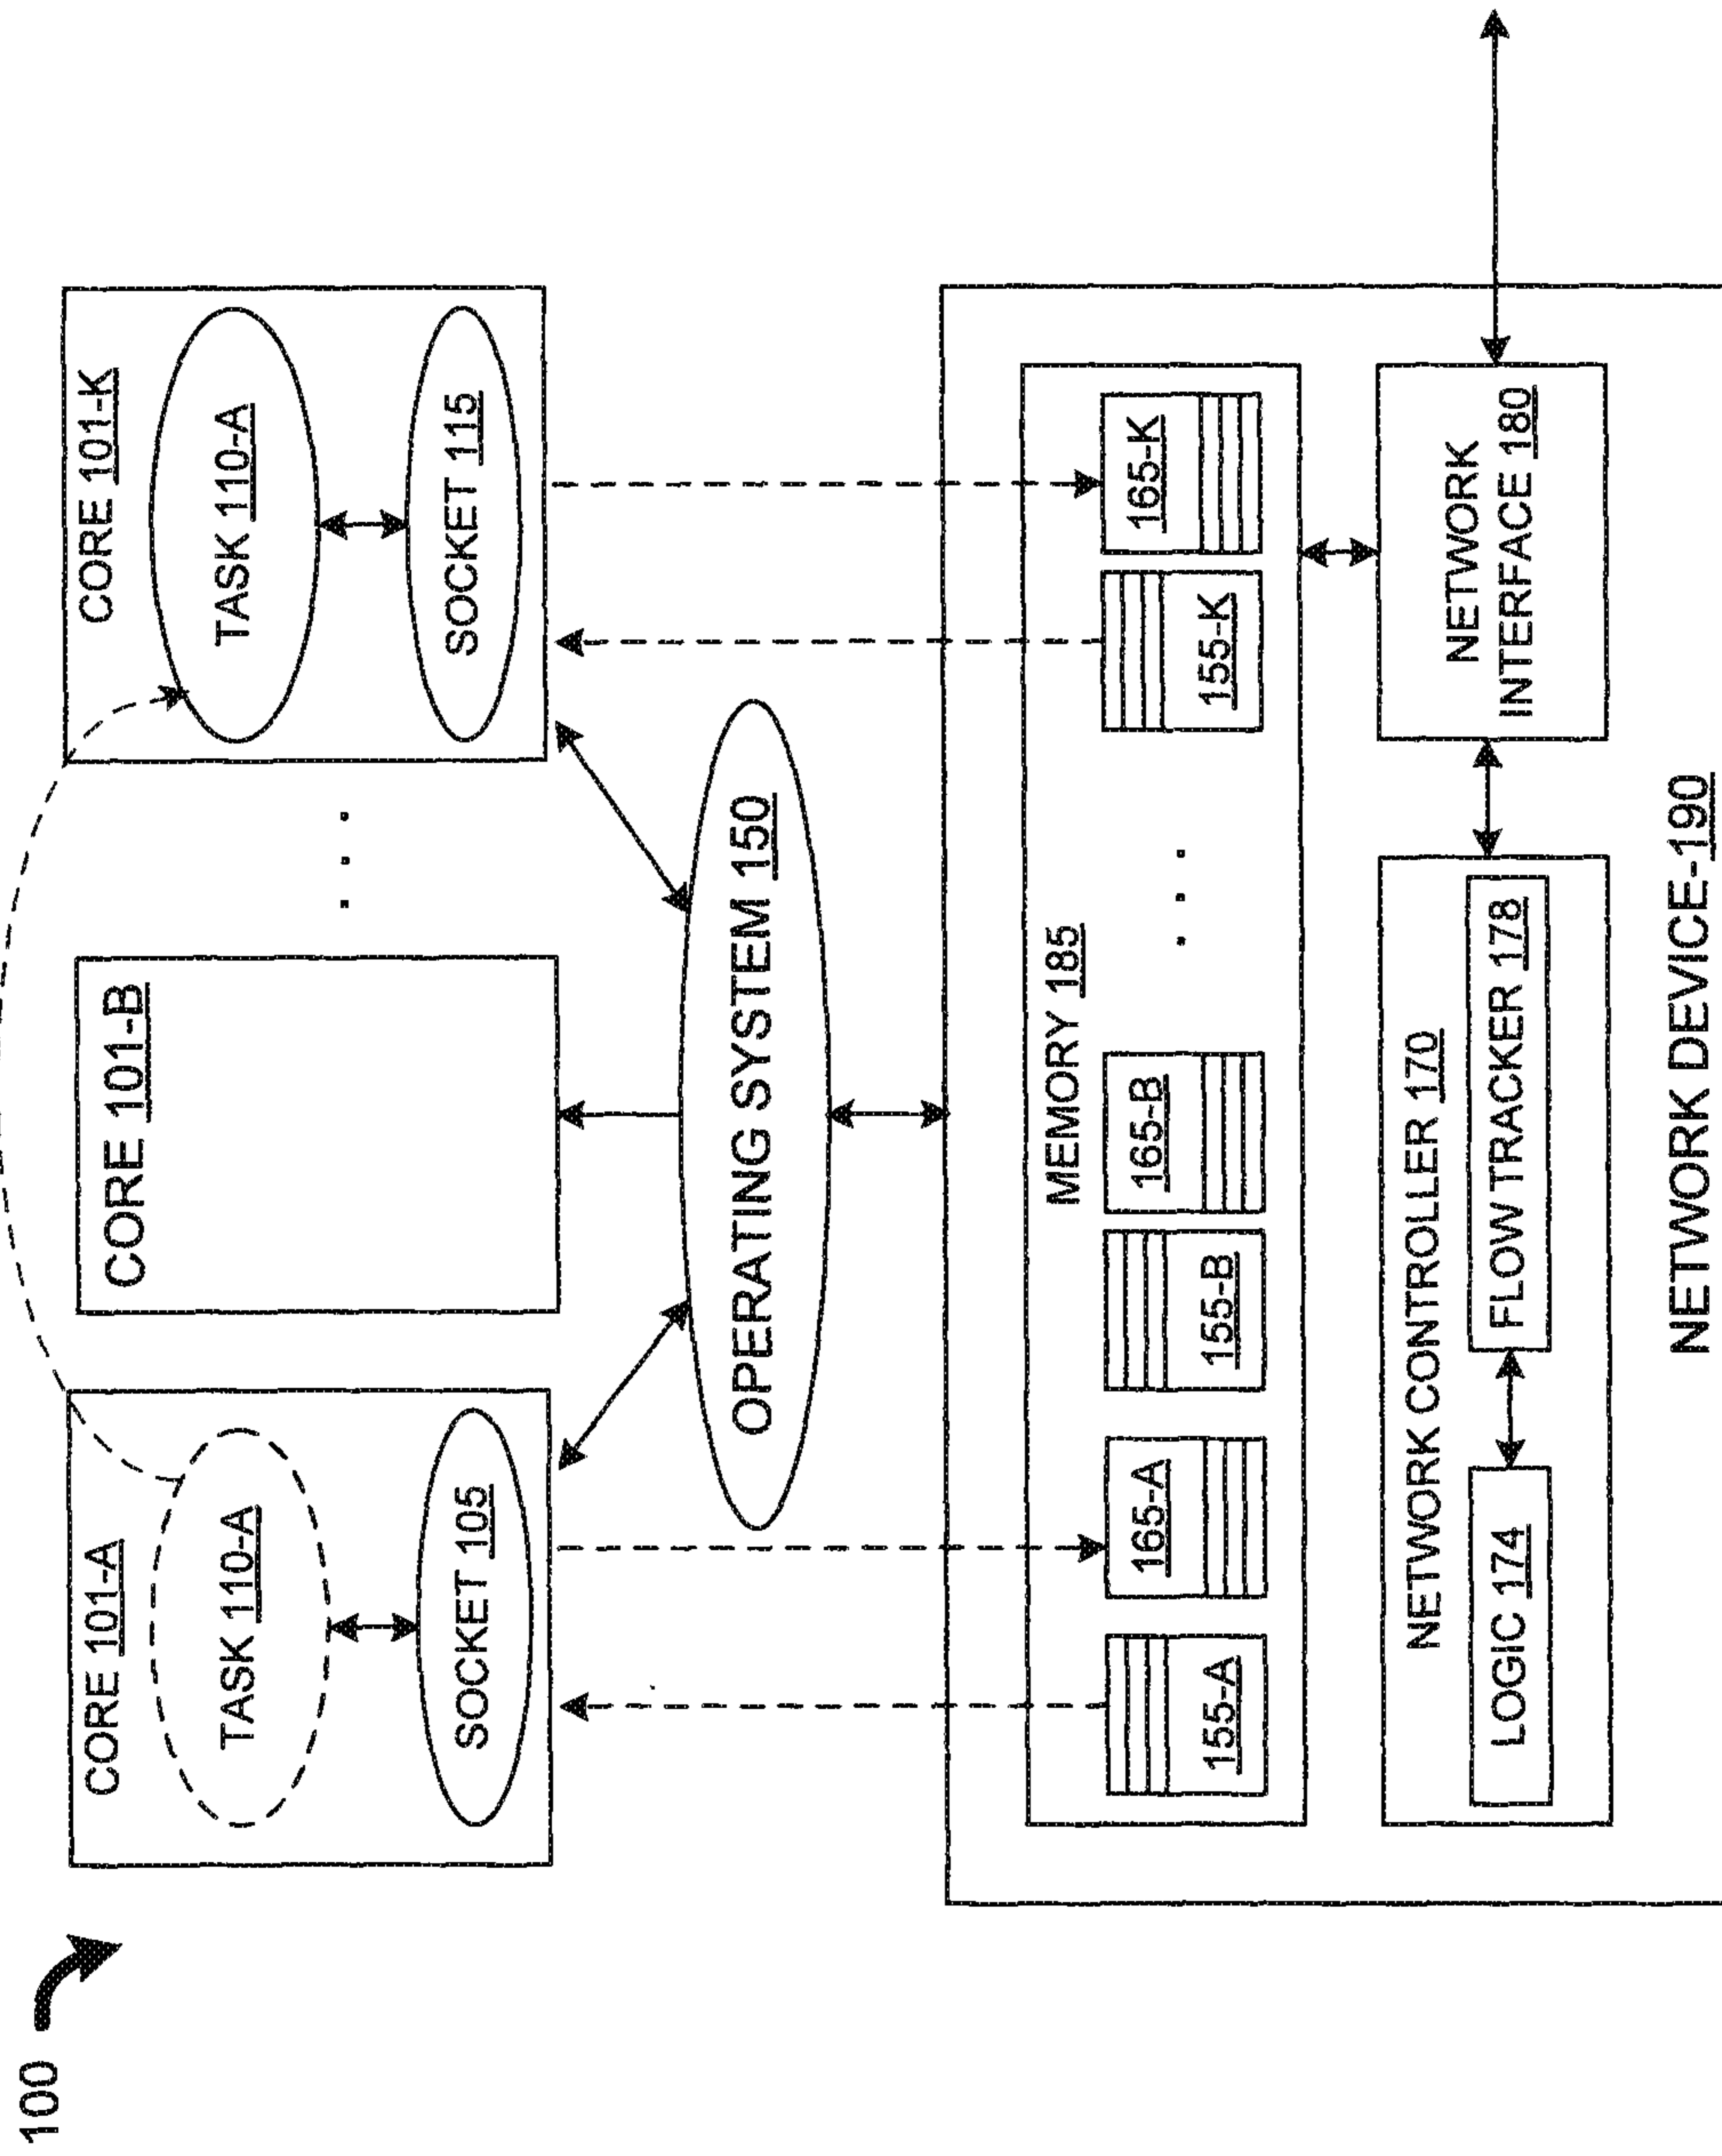 100
CORE 101-A
TASK 110-A
SOCKET 105
CORE 101-B
. . .
CORE 101-K
TASK 110-A
SOCKET 115
OPERATING SYSTEM 150
MEMORY 185
155-A
165-A
155-B
165-B
. . .
155-K
165-K
NETWORK CONTROLLER 170
LOGIC 174
FLOW TRACKER 178
NETWORK
INTERFACE 180
NETWORK DEVICE-190